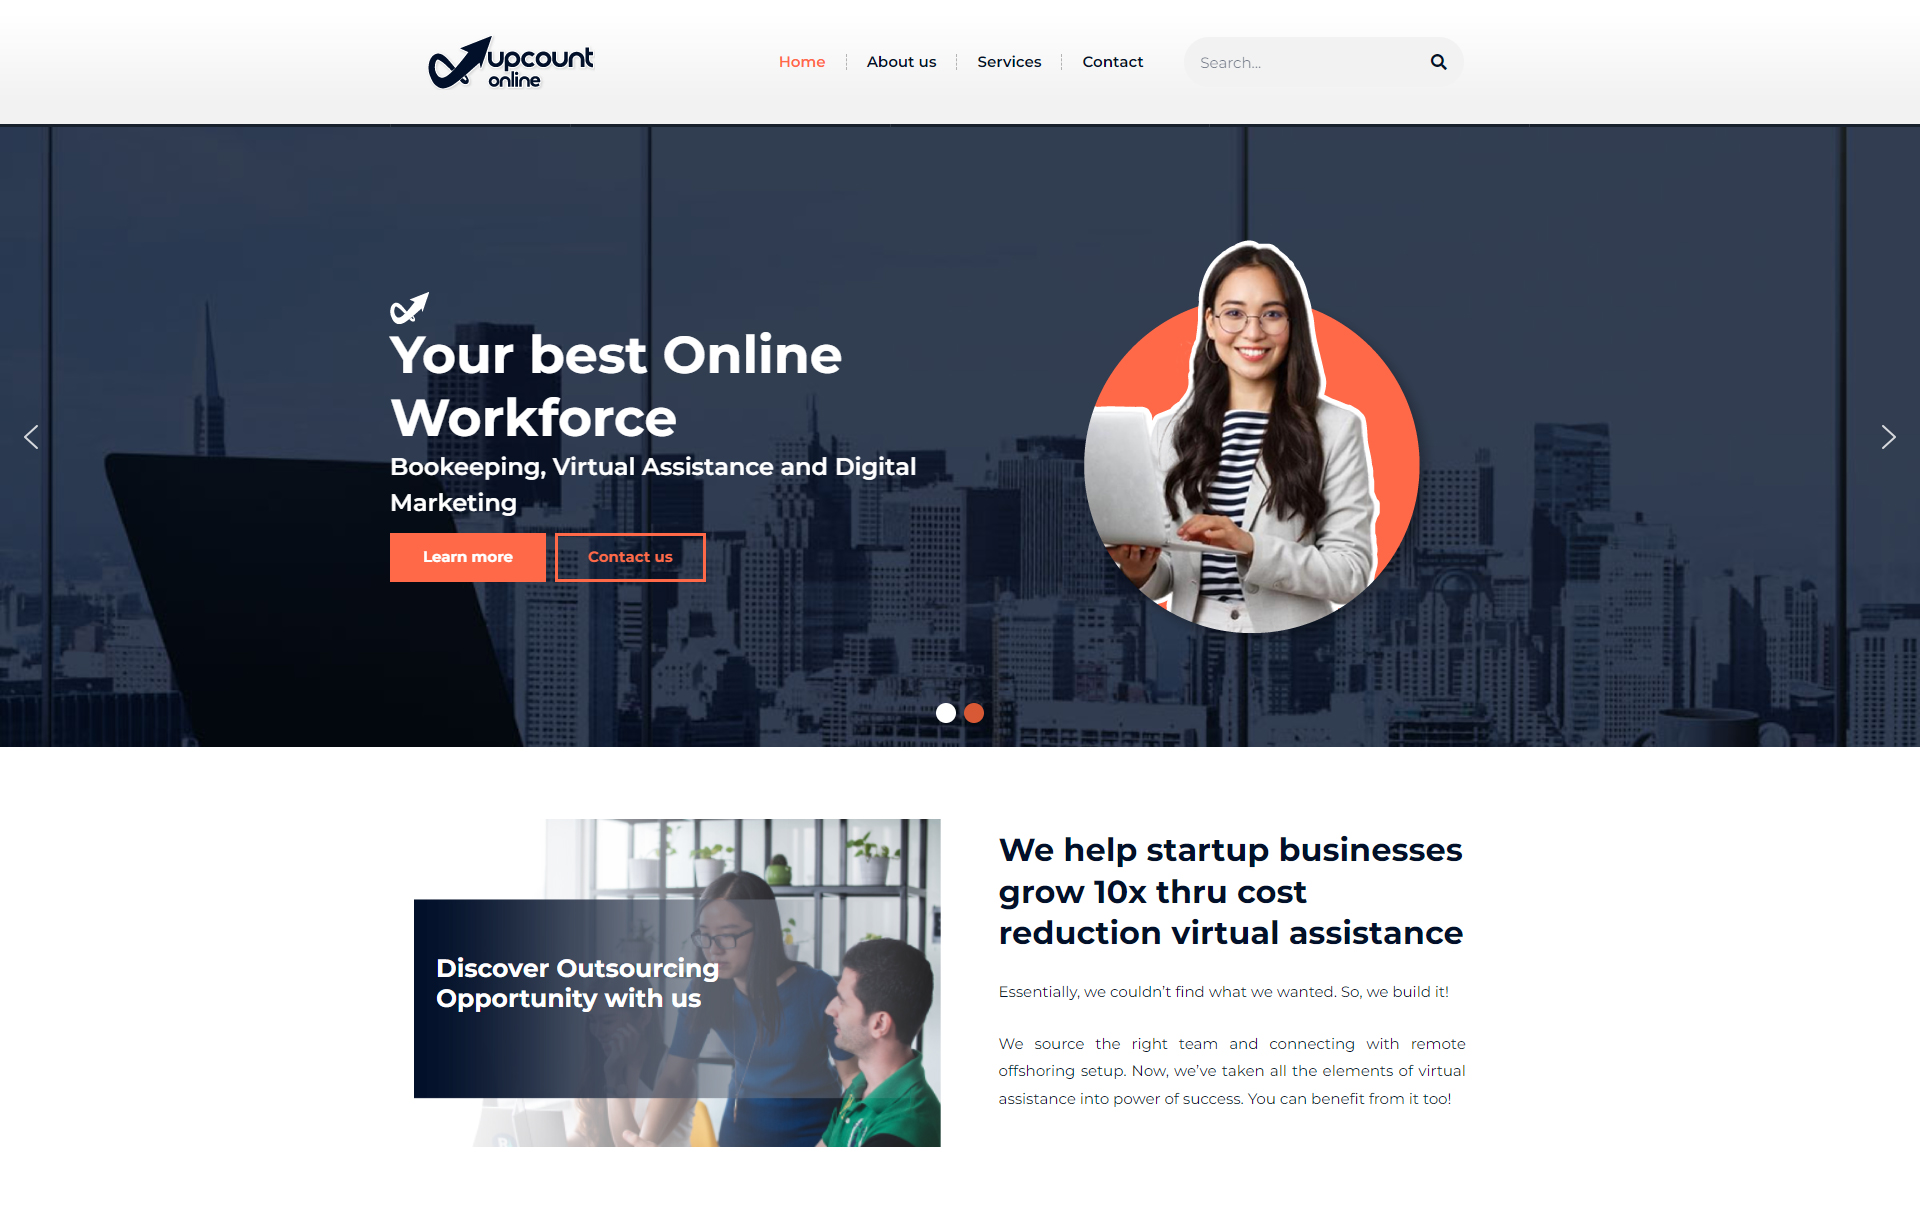 upcount
online
Home
About us
Services
Contact
Search...
Your best Online
Workforce
Bookeeping, Virtual Assistance and Digital
Marketing
Learn more
Contact us
Discover Outsourcing
Opportunity with us
We help startup businesses
grow 10x thru cost
reduction virtual assistance
Essentially, we couldn’t find what we wanted. So, we build it!
We source the right team and connecting with remote
offshoring setup. Now, we’ve taken all the elements of virtual
assistance into power of success. You can benefit from it too!